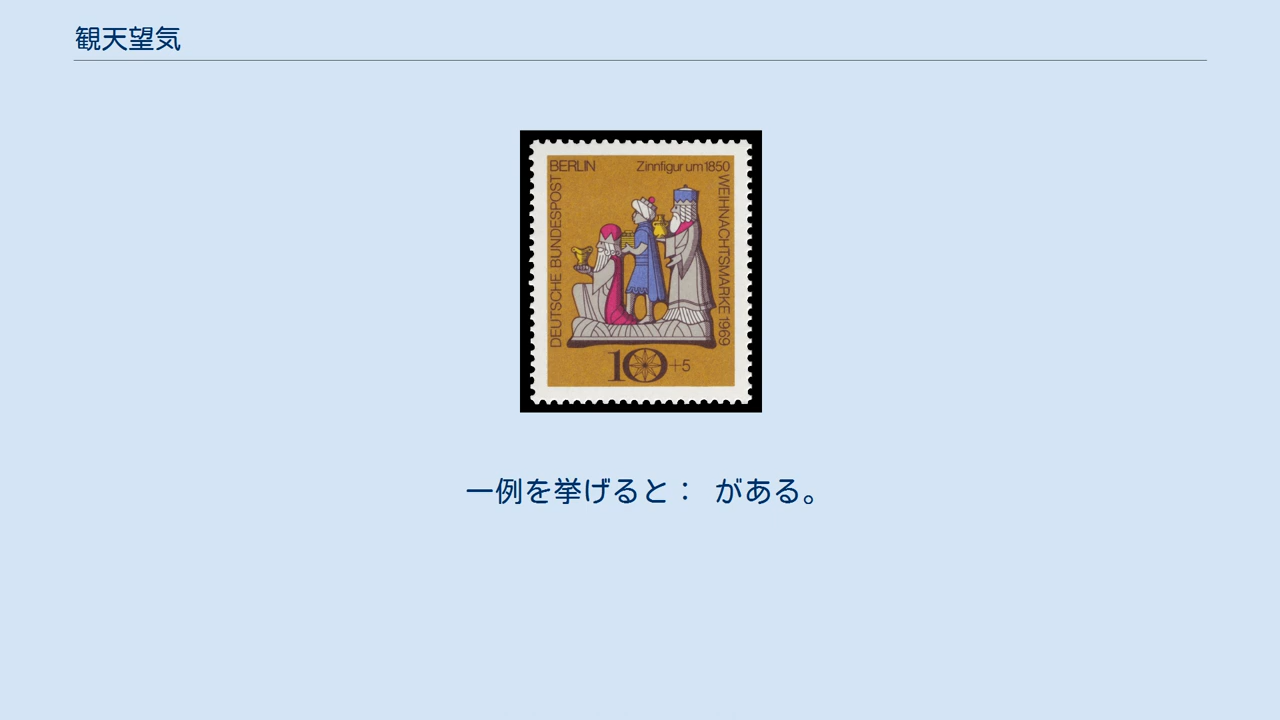 観天望気
BERLIN
Zinnfigur um 1850
DEUTSCHE BUNDESPOST
WEIHNACHTSMARKE 1969
10+5
一例を挙げると： がある。